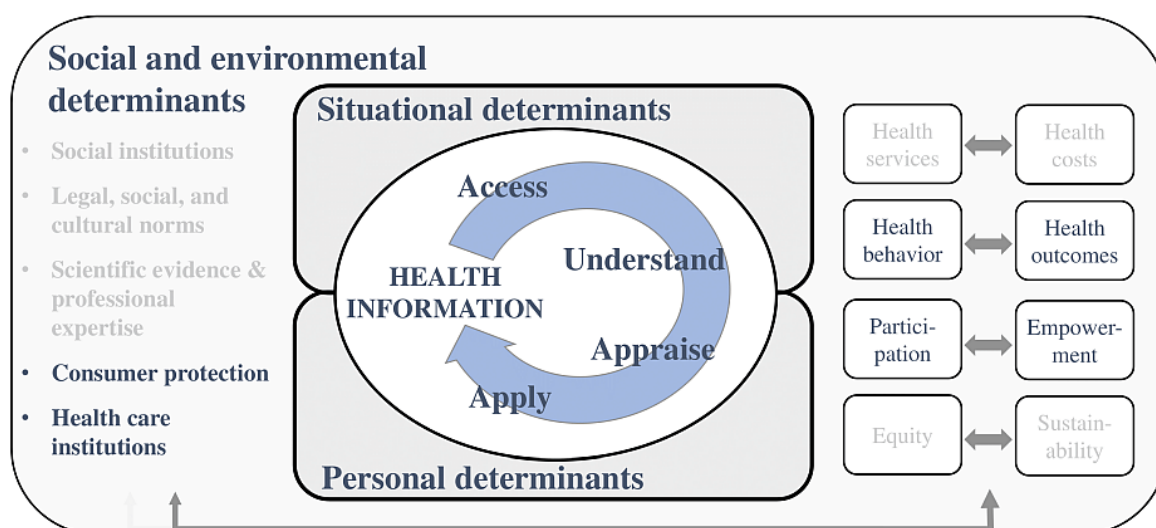 Social and environmental
determinants
• Social institutions
• Legal, social, and
cultural norms
• Scientific evidence &
professional
expertise
• Consumer protection
• Health care
institutions
Situational determinants
Access
Understand
HEALTH
INFORMATION
Appraise
Apply
Personal determinants
Health
services
Health
costs
Health
behavior
Health
outcomes
Partici-
pation
Empower-
ment
Equity
Sustain-
ability